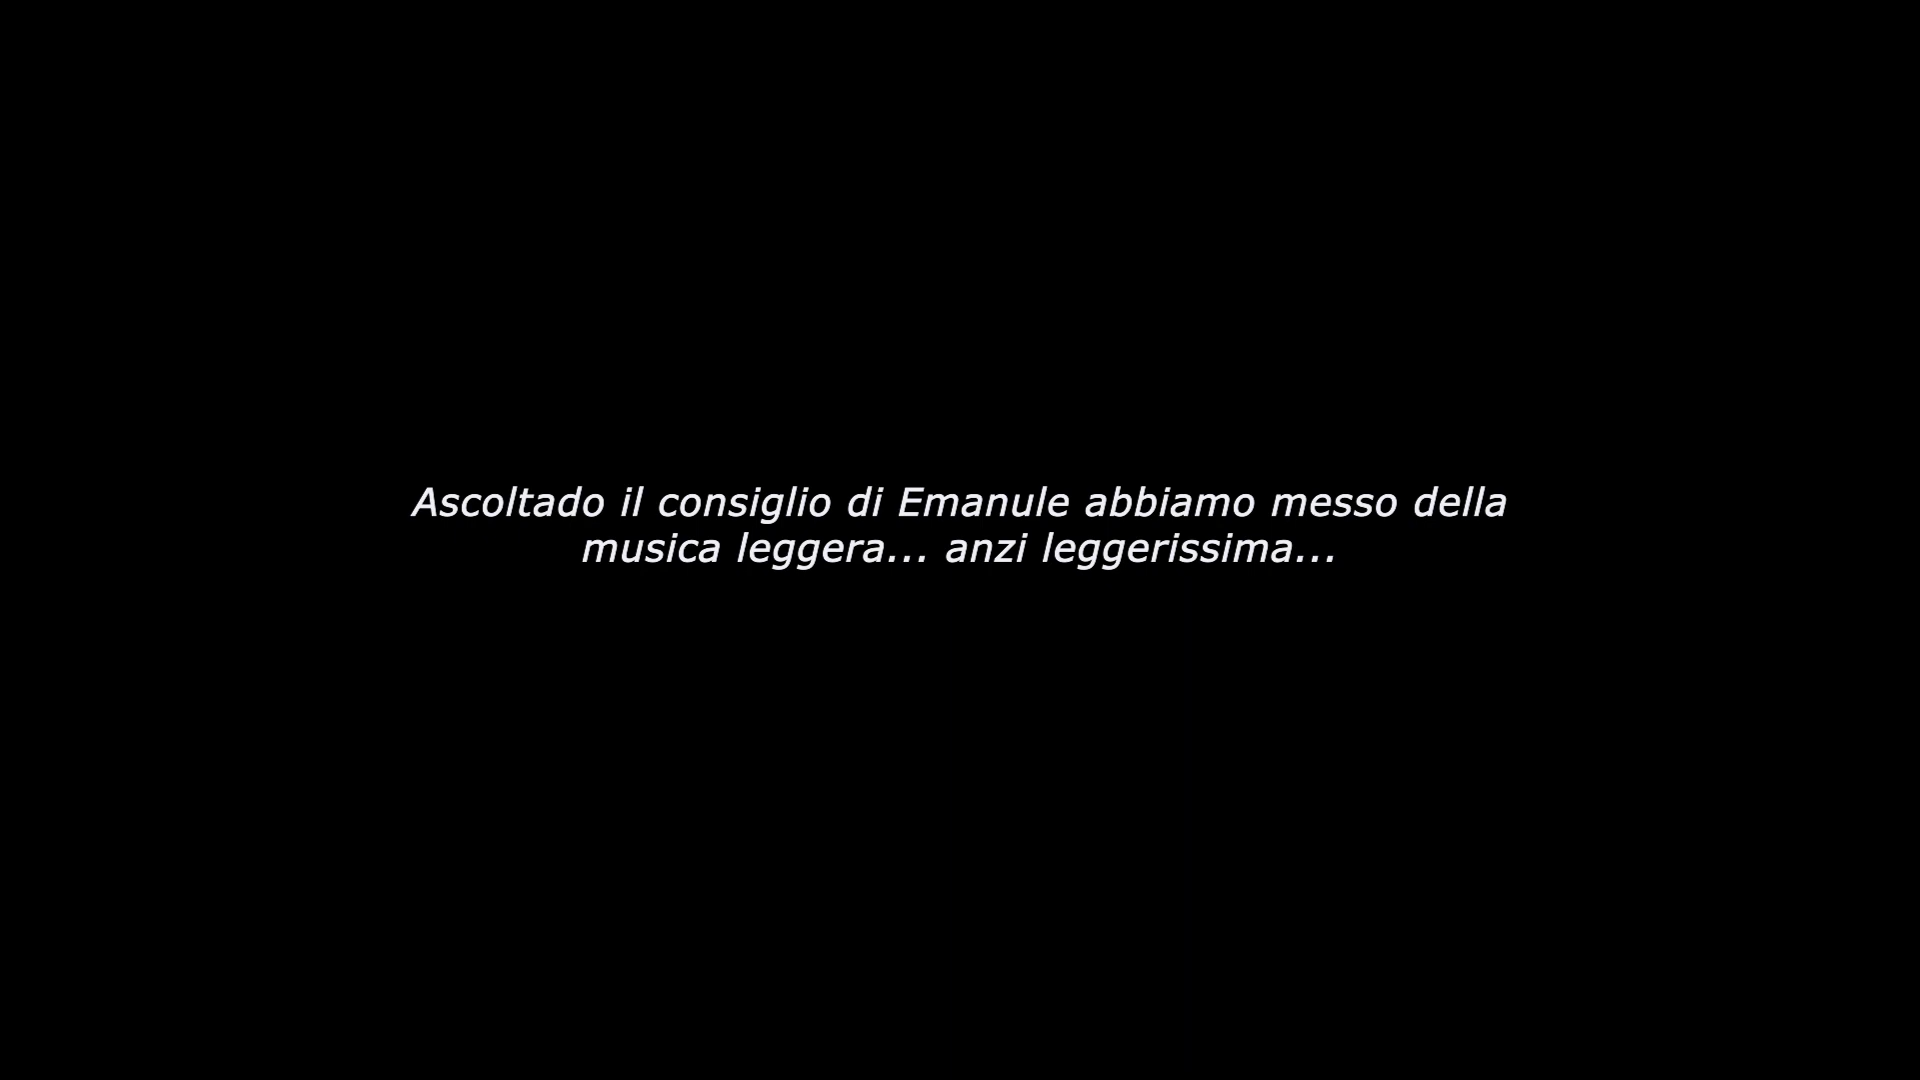 Ascoltado il consiglio di Emanule abbiamo messo della
musica leggera... anzi leggerissima...